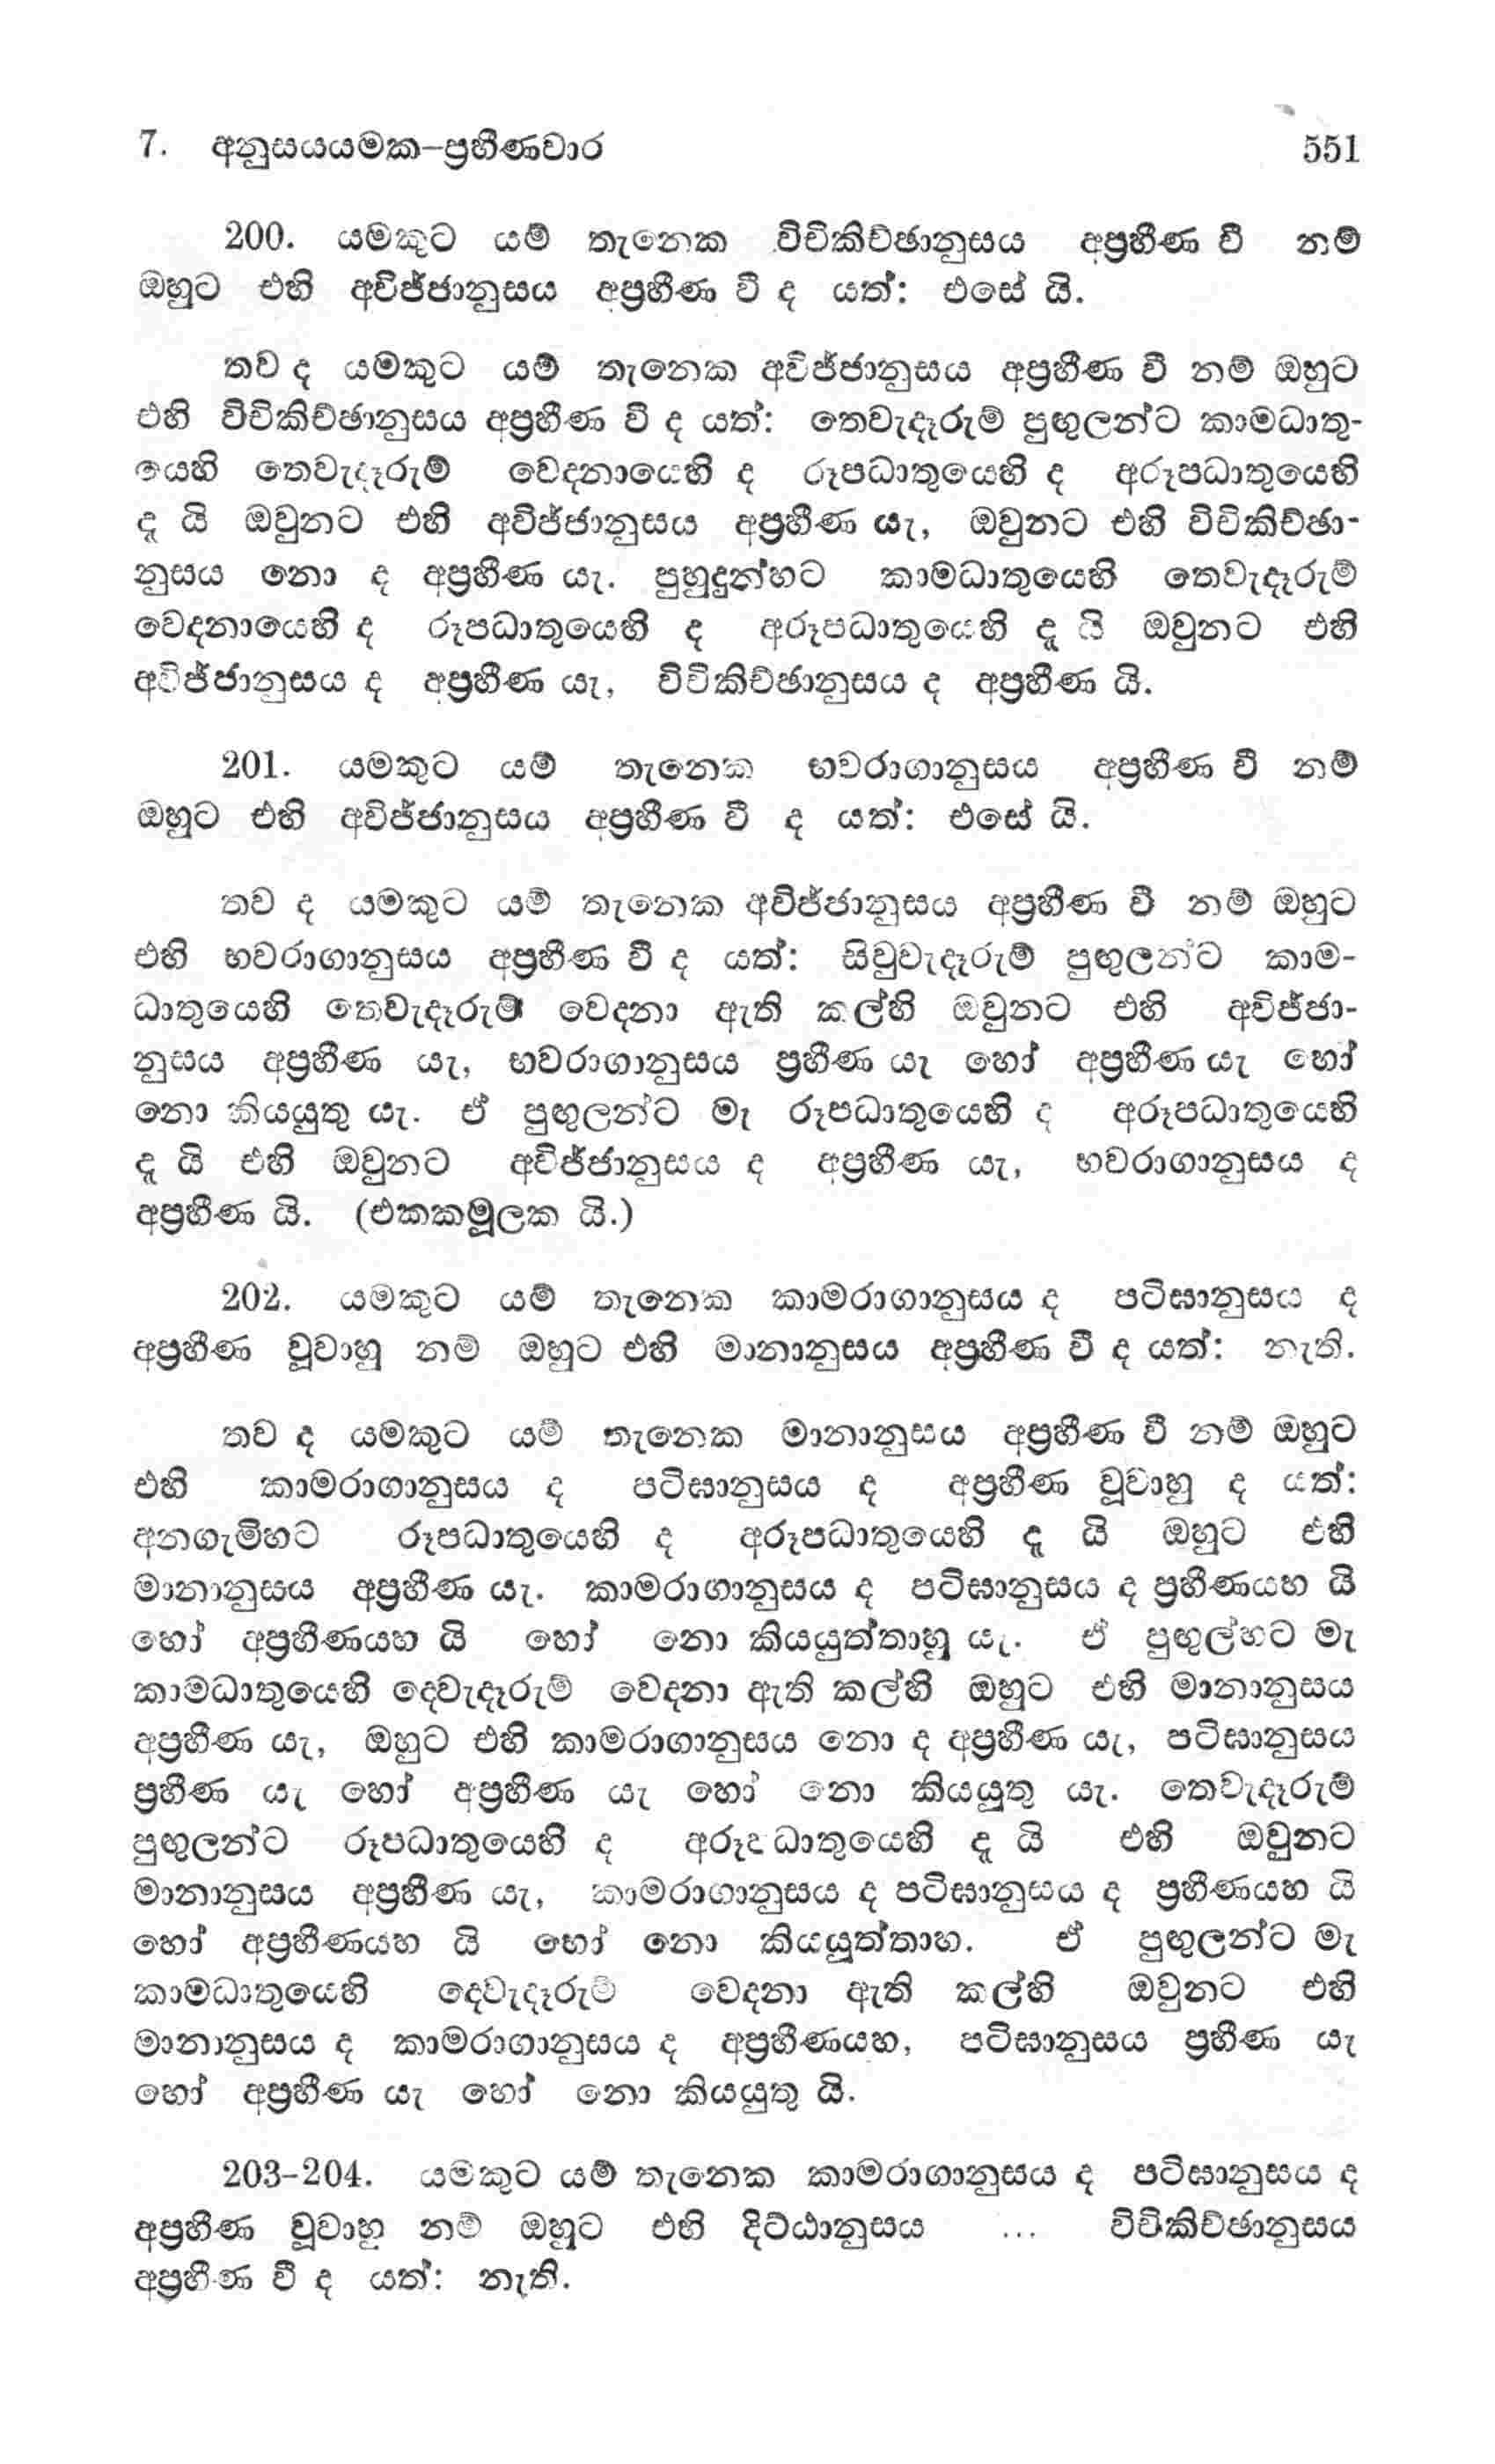 7. අනුසයයමක–ප්‍රහීණවාර 551
200. යමකුට යම් තැනෙක විචිකිච්ඡානුසය අප්‍රහීණ වී නම්
ඔහුට එහි අවිජ්ජානුසය අප්‍රහීණ වී ද යත්: එසේ යි.
තව ද යමකුට යම් තැනෙක අවිජ්ජානුසය අප්‍රහීණ වී නම් ඔහුට
එහි විචිකිච්ඡානුසය අප්‍රහීණ වී ද යත්: තෙවැදෑරුම් පුඟුලන්ට කාමධාතු-
යෙහි තෙවැදෑරුම් වෙදනායෙහි ද රූපධාතුයෙහි ද අරූපධාතුයෙහි
දැ යි ඔවුනට එහි අවිජ්ජානුසය අප්‍රහීණ යැ, ඔවුනට එහි විචිකිච්ඡා-
නුසය නො ද අප්‍රහීණ යැ. පුහුදුන්හට කාමධාතුයෙහි තෙවැදෑරුම්
වෙදනායෙහි ද රූපධාතුයෙහි ද අරූපධාතුයෙහි දැ යි ඔවුනට එහි
අවිජ්ජානුසය ද අප්‍රහීණ යැ, විචිකිච්ඡානුසය ද අප්‍රහීණ යි.
201. යමකුට යම් තැනෙක භවරාගානුසය අප්‍රහීණ වී නම්
ඔහුට එහි අවිජ්ජානුසය අප්‍රහීණ වී ද යත්: එසේ යි.
තව ද යමකුට යම් තැනෙක අවිජ්ජානුසය අප්‍රහීණ වී නම් ඔහුට
එහි භවරාගානුසය අප්‍රහීණ වී ද යත්: සිවුවැදෑරුම් පුඟුලන්ට කාම-
ධාතුයෙහි තෙවැදෑරුම් වෙදනා ඇති කල්හි ඔවුනට එහි අවිජ්ජා-
නුසය අප්‍රහීණ යැ, භවරාගානුසය ප්‍රහීණ යැ හෝ අප්‍රහීණ යැ හෝ
නො කියයුතු යැ. ඒ පුඟුලන්ට මැ රූපධාතුයෙහි ද අරූපධාතුයෙහි
දැ යි එහි ඔවුනට අවිජ්ජානුසය ද අප්‍රහීණ යැ, භවරාගානුසය ද
අප්‍රහීණ යි. (එකකමූලක යි.)
202. යමකුට යම් තැනෙක කාමරාගානුසය ද පටිඝානුසය ද
අප්‍රහීණ වූවාහු නම් ඔහුට එහි මානානුසය අප්‍රහීණ වී ද යත්: නැති.
තව ද යමකුට යම් තැනෙක මානානුසය අප්‍රහීණ වී නම් ඔහුට
එහි කාමරාගානුසය ද පටිඝානුසය ද අප්‍රහීණ වූවාහු ද යත්:
අනගැමිහට රූපධාතුයෙහි ද අරූපධාතුයෙහි දැ යි ඔහුට එහි
මානානුසය අප්‍රහීණ යැ. කාමරාගානුසය ද පටිඝානුසය ද ප්‍රහීණයහ යි
හෝ අප්‍රහීණයහ යි හෝ නො කියයුත්තාහු යැ. ඒ පුඟුල්හට මැ
කාමධාතුයෙහි දෙවැදෑරුම් වෙදනා ඇති කල්හි ඔහුට එහි මානානුසය
අප්‍රහීණ යැ, ඔහුට එහි කාමරාගානුසය නො ද අප්‍රහීණ යැ, පටිඝානුසය
ප්‍රහීණ යැ හෝ අප්‍රහීණ යැ හෝ නො කියයුතු යැ. තෙවැදෑරුම්
පුඟුලන්ට රූපධාතුයෙහි ද අරූපධාතුයෙහි දැ යි එහි ඔවුනට
මානානුසය අප්‍රහීණ යැ, කාමරාගානුසය ද පටිඝානුසය ද ප්‍රහීණයහ යි
හෝ අප්‍රහීණයහ යි හෝ නො කියයුත්තාහ. ඒ පුඟුලන්ට මැ
කාමධාතුයෙහි දෙවැදෑරුම් වෙදනා ඇති කල්හි ඔවුනට එහි
මානානුසය ද කාමරාගානුසය ද අප්‍රහීණයහ, පටිඝානුසය ප්‍රහීණ යැ
හෝ අප්‍රහීණ යැ හෝ නො කියයුතු යි.
203-204. යමකුට යම් තැනෙක කාමරාගානුසය ද පටිඝානුසය ද
අප්‍රහීණ වූවාහු නම් ඔහුට එහි දිට්ඨානුසය ... විචිකිච්ඡානුසය
අප්‍රහීණ වී ද යත්: නැති.